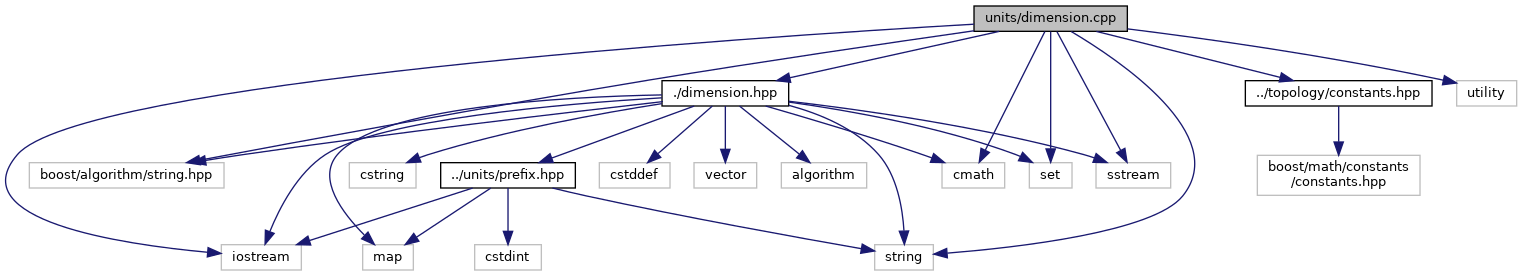 units/dimension.cpp
./dimension.hpp
../topology/constants.hpp
utility
boost/algorithm/string.hpp
cstring
../units/prefix.hpp
cstddef
vector
algorithm
cmath
set
sstream
boost/math/constants
/constants.hpp
iostream
map
cstdint
string